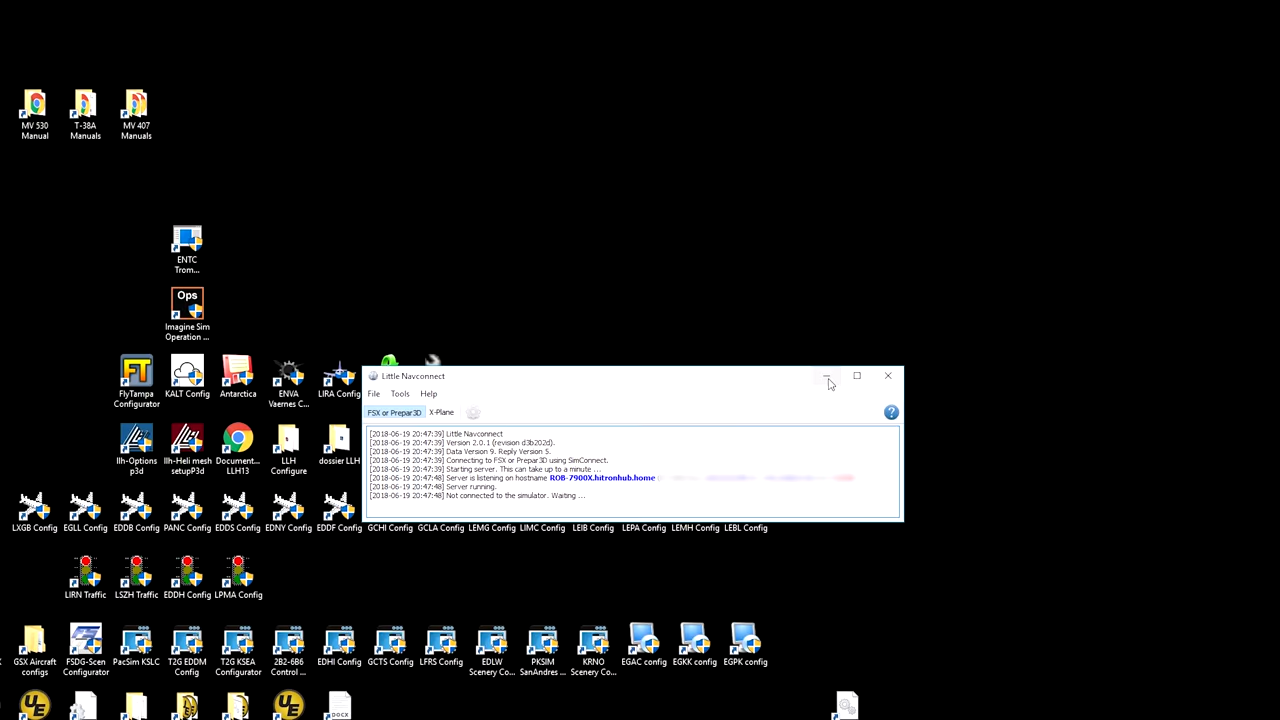 MV 530
Manual
T-38A
Manuals
MV 407
Manuals
ENTC
Trom...
Ops
Imagine Sim
Operation ...
FT
FlyTampa
Configurator
KALT Config
Antarctica
ENVA
Vaernes C...
LIRA Config
Little Navconnect
File Tools Help
FSX or Prepar3D X-Plane
[2018-06-19 20:47:39] Little Navconnect
[2018-06-19 20:47:39] Version 2.0.1 (revision d3b202d).
[2018-06-19 20:47:39] Data Version 9. Reply Version 5.
[2018-06-19 20:47:39] Connecting to FSX or Prepar3D using SimConnect.
[2018-06-19 20:47:39] Starting server. This can take up to a minute ...
[2018-06-19 20:47:48] Server is listening on hostname ROB-7900X.hitronhub.home
[2018-06-19 20:47:48] Server running.
[2018-06-19 20:47:48] Not connected to the simulator. Waiting ...
llh-Options
p3d
llh-Heli mesh
setupP3d
Document...
LLH13
LLH
Configure
dossier LLH
LXGB Config
EGLL Config
EDDB Config
PANC Config
EDDS Config
EDNY Config
EDDF Config
GCHI Config
GCLA Config
LEMG Config
LIMC Config
LEIB Config
LEPA Config
LEMH Config
LEBL Config
LIRN Traffic
LSZH Traffic
EDDH Config
LPMA Config
GSX Aircraft
configs
FSDG-Scen
Configurator
PacSim KSLC
T2G EDDM
Config
T2G KSEA
Configurator
2B2-6B6
Control ...
EDHI Config
GCTS Config
LFRS Config
EDLW
Scenery Co...
PKSIM
SanAndres ...
KRNO
Scenery Co...
EGAC config
EGKK config
EGPK config
UE
UE
DOCX